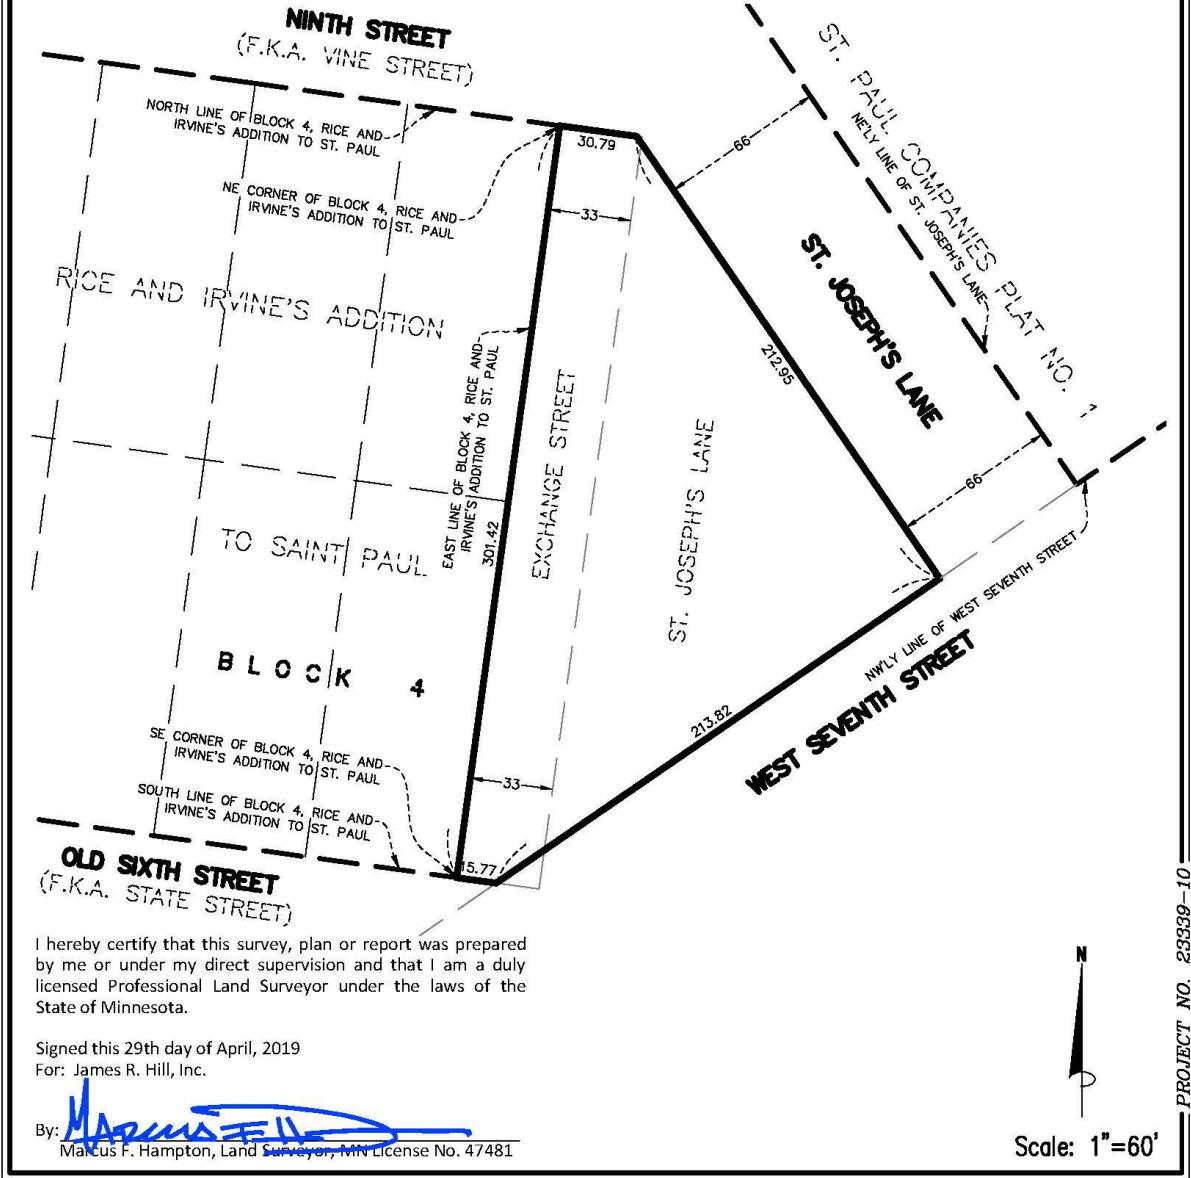 NINTH STREET
(F.K.A. VINE STREET)
NORTH LINE OF BLOCK 4, RICE AND
IRVINE'S ADDITION TO ST. PAUL
30.79
66
ST. PAUL COMPANIES PLAT NO. 1
NE'LY LINE OF ST. JOSEPH'S LANE
NE CORNER OF BLOCK 4, RICE AND
IRVINE'S ADDITION TO ST. PAUL
33
ST. JOSEPH'S LANE
RICE AND IRVINE'S ADDITION
212.95
EAST LINE OF BLOCK 4, RICE AND
IRVINE'S ADDITION TO ST. PAUL
301.42
EXCHANGE STREET
ST. JOSEPH'S LANE
66
TO SAINT PAUL
BLOCK 4
NW'LY LINE OF WEST SEVENTH STREET
WEST SEVENTH STREET
213.82
SE CORNER OF BLOCK 4, RICE AND
IRVINE'S ADDITION TO ST. PAUL
33
SOUTH LINE OF BLOCK 4, RICE AND
IRVINE'S ADDITION TO ST. PAUL
15.77
OLD SIXTH STREET
(F.K.A. STATE STREET)
I hereby certify that this survey, plan or report was prepared
by me or under my direct supervision and that I am a duly
licensed Professional Land Surveyor under the laws of the
State of Minnesota.
Signed this 29th day of April, 2019
For: James R. Hill, Inc.
By:
Marcus F. Hampton, Land Surveyor, MN License No. 47481
N
Scale: 1"=60'
PROJECT NO. 23339-10